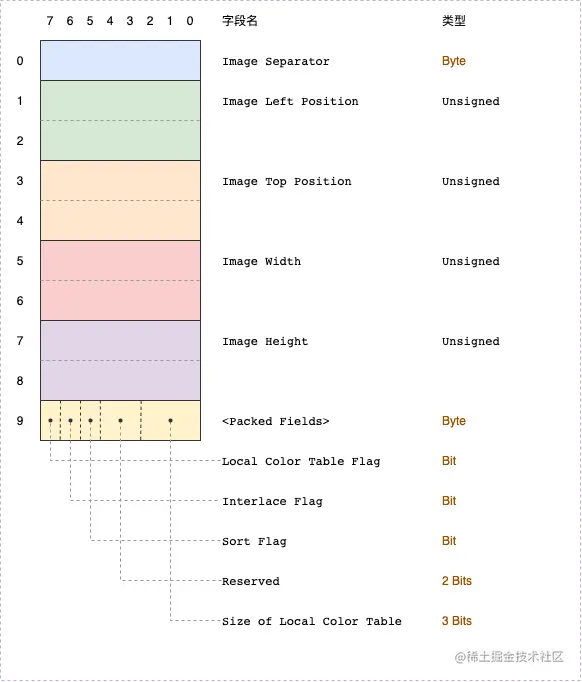 7 6 5 4 3 2 1 0 字段名 类型
0 Image Separator Byte
1 Image Left Position Unsigned
2
3 Image Top Position Unsigned
4
5 Image Width Unsigned
6
7 Image Height Unsigned
8
9 <Packed Fields> Byte
Local Color Table Flag Bit
Interlace Flag Bit
Sort Flag Bit
Reserved 2 Bits
Size of Local Color Table 3 Bits
@稀土掘金技术社区